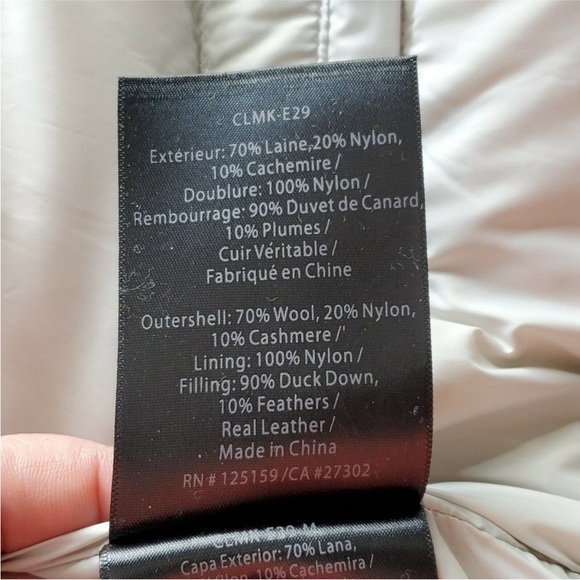 CLMK-E29
Extérieur: 70% Laine, 20% Nylon,
10% Cachemire /
Doublure: 100% Nylon /
Rembourrage: 90% Duvet de Canard,
10% Plumes /
Cuir Véritable /
Fabriqué en Chine
Outershell: 70% Wool, 20% Nylon,
10% Cashmere /
Lining: 100% Nylon /
Filling: 90% Duck Down,
10% Feathers /
Real Leather /
Made in China
RN # 125159 /CA #27302
Capa Exterior: 70% Lana,
10% Cachemira /